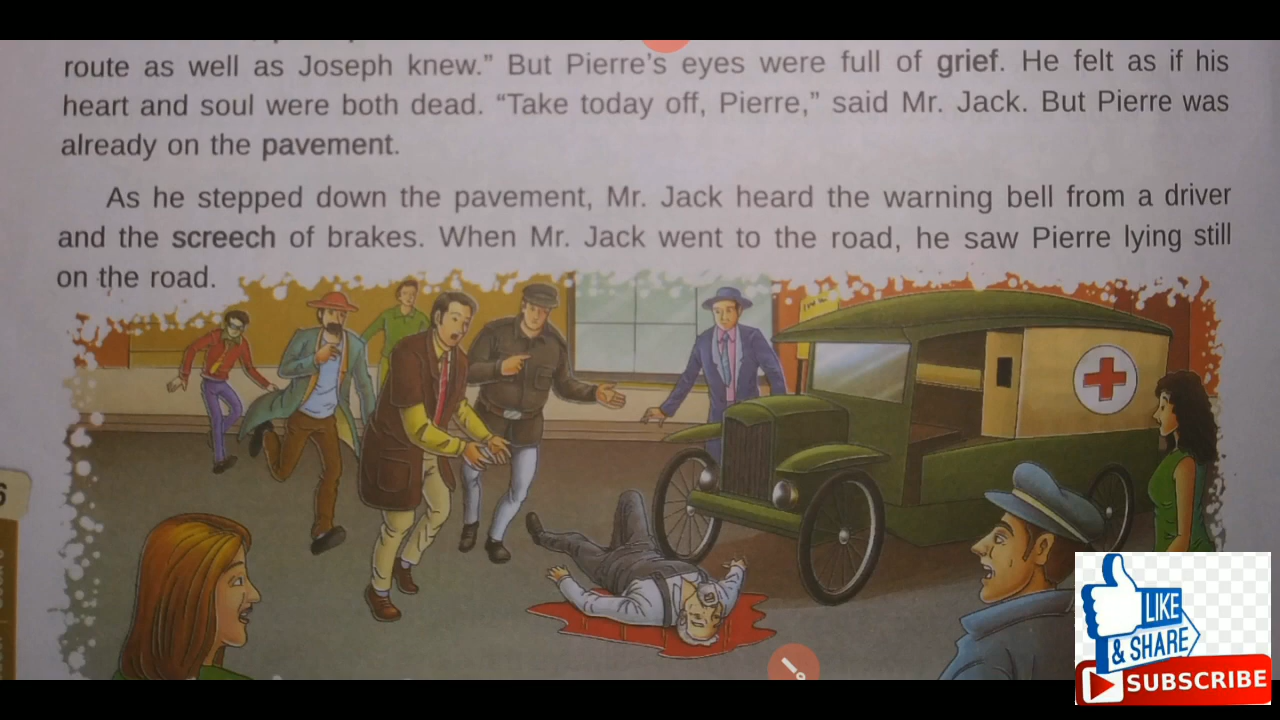 route as well as Joseph knew.” But Pierre’s eyes were full of grief. He felt as if his
heart and soul were both dead. “Take today off, Pierre,” said Mr. Jack. But Pierre was
already on the pavement.
As he stepped down the pavement, Mr. Jack heard the warning bell from a driver
and the screech of brakes. When Mr. Jack went to the road, he saw Pierre lying still
on the road.
6
LIKE
& SHARE
SUBSCRIBE